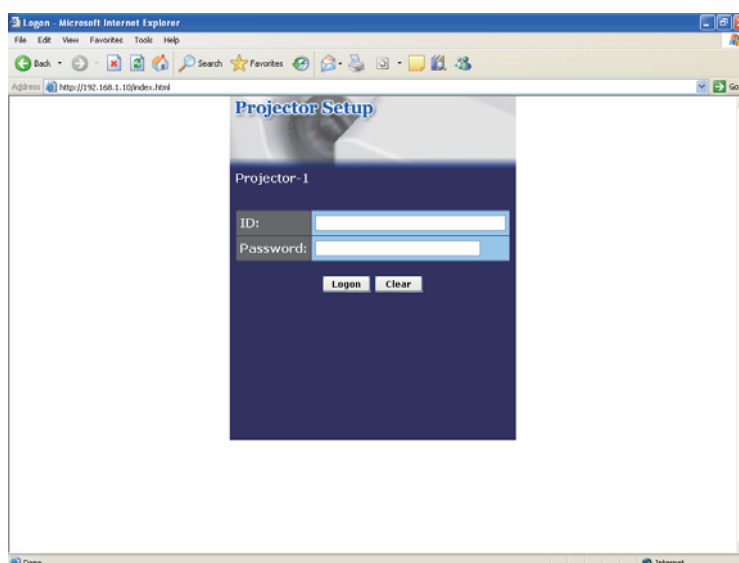 Logon - Microsoft Internet Explorer
File Edit View Favorites Tools Help
Back Search Favorites
Address http://192.168.1.10/index.html Go
Projector Setup
Projector-1
ID:
Password:
Logon Clear
Done Internet